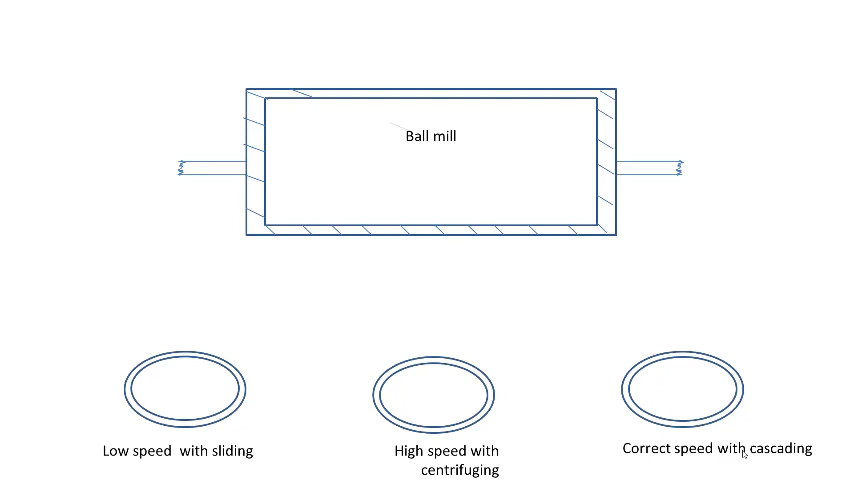 Ball mill
Low speed  with sliding
High speed with
centrifuging
Correct speed with cascading